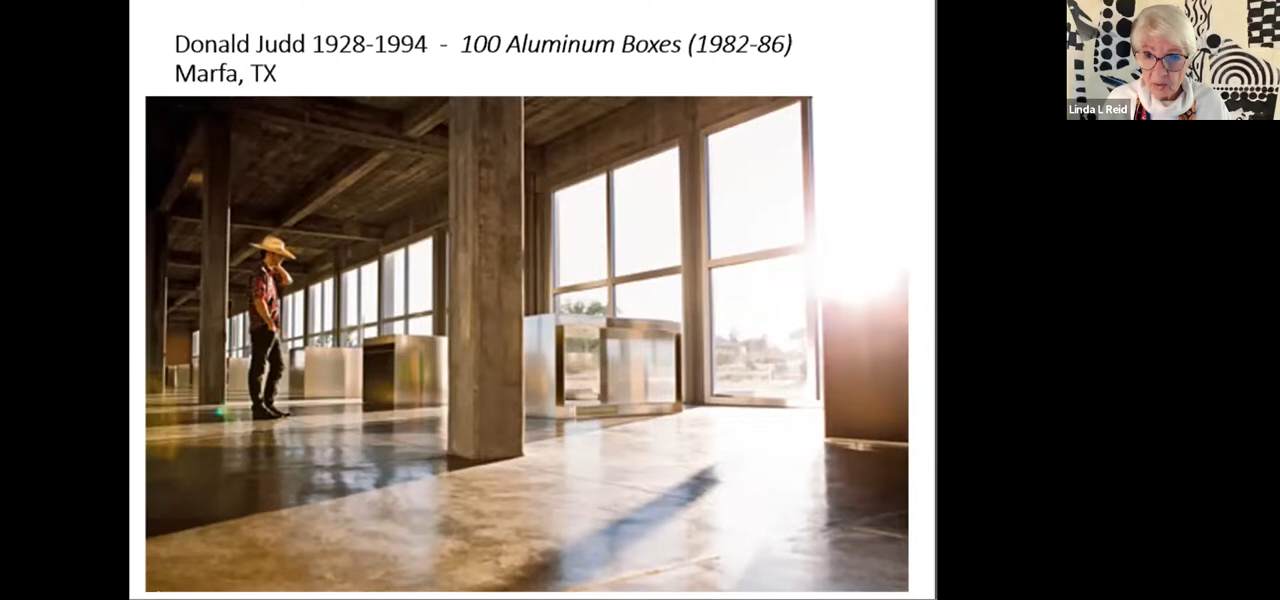 Donald Judd 1928-1994 - 100 Aluminum Boxes (1982-86)
Marfa, TX
Linda L Reid